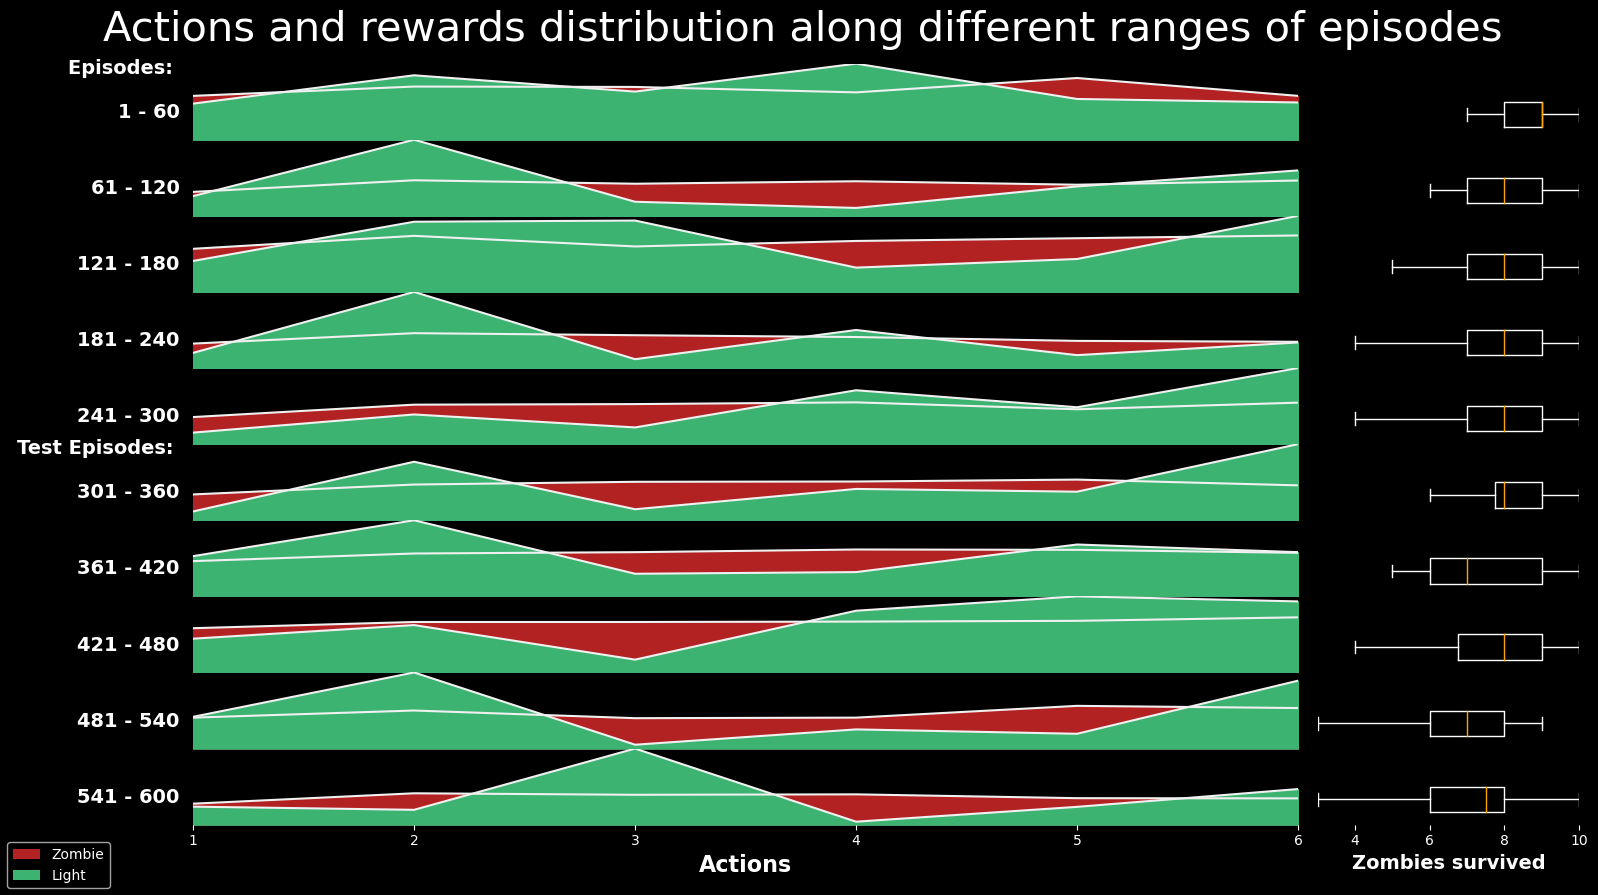 Actions and rewards distribution along different ranges of episodes
Episodes:
1 - 60
61 - 120
121 - 180
181 - 240
241 - 300
Test Episodes:
301 - 360
361 - 420
421 - 480
481 - 540
541 - 600
1 2 3 4 5 6 4 6 8 10
Actions
Zombies survived
Zombie
Light